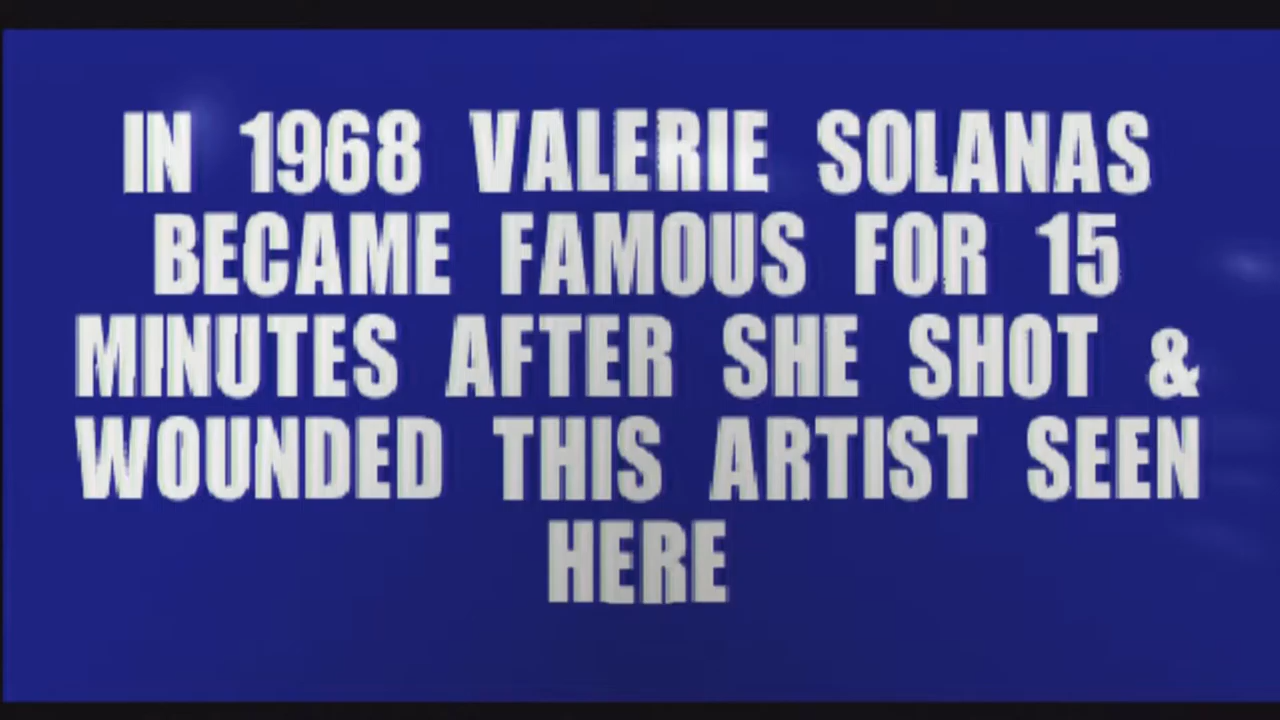 IN 1968 VALERIE SOLANAS
BECAME FAMOUS FOR 15
MINUTES AFTER SHE SHOT &
WOUNDED THIS ARTIST SEEN
HERE